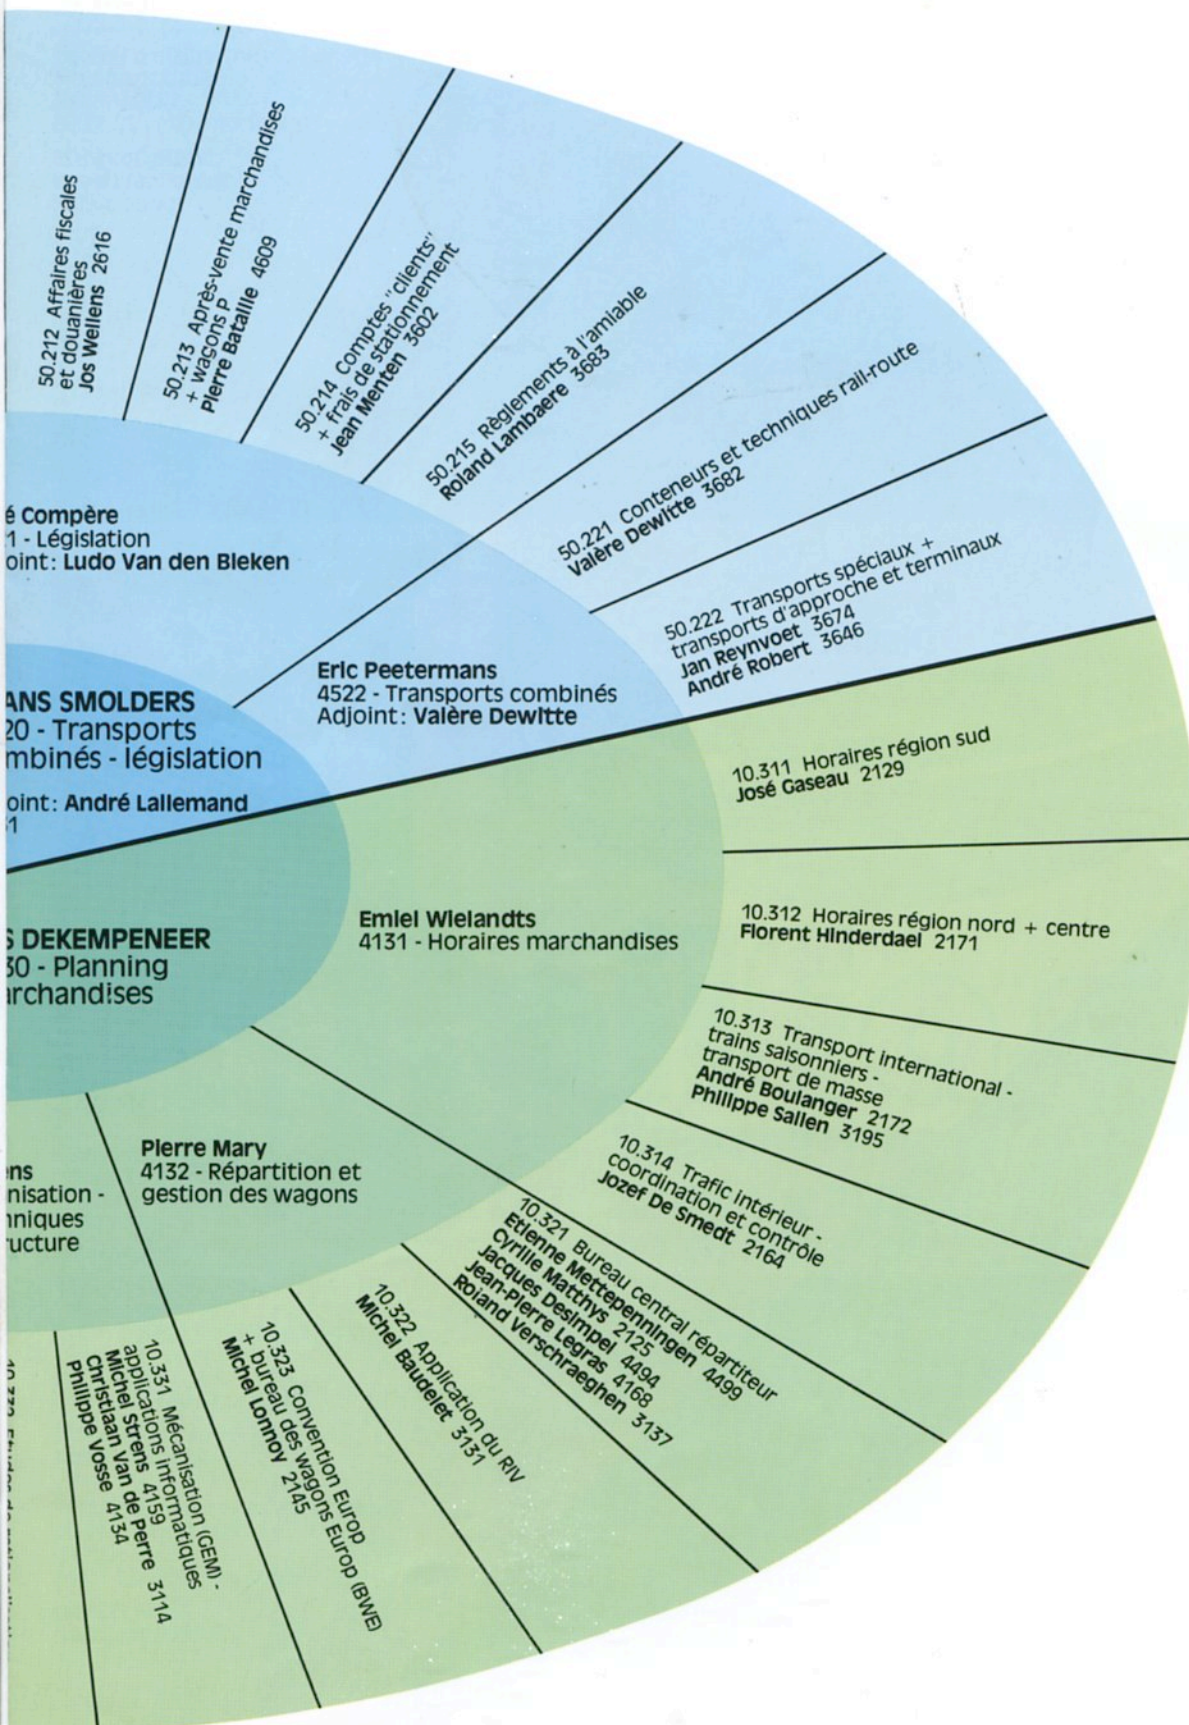 50.212 Affaires fiscales
et douanières
Jos Wellens 2616
50.213 Après-vente marchandises
+ wagons P
Pierre Bataille 4609
50.214 Comptes "clients"
+ frais de stationnement
Jean Menten 3602
50.215 Règlements à l'amiable
Roland Lambaere 3683
50.221 Conteneurs et techniques rail-route
Valère Dewitte 3682
50.222 Transports spéciaux +
transports d'approche et terminaux
Jan Reynvoet 3674
André Robert 3646
é Compère
1 - Législation
oint: Ludo Van den Bleken
Eric Peetermans
4522 - Transports combinés
Adjoint: Valère Dewitte
ANS SMOLDERS
20 - Transports
mbinés - législation
oint: André Lallemand
1
10.311 Horaires région sud
José Gaseau 2129
10.312 Horaires région nord + centre
Florent Hinderdael 2171
10.313 Transport international -
trains saisonniers -
transport de masse
André Boulanger 2172
Philippe Sallen 3195
10.314 Trafic intérieur -
coordination et contrôle
Jozef De Smedt 2164
Emiel Wielandts
4131 - Horaires marchandises
S DEKEMPENEER
30 - Planning
archandises
Pierre Mary
4132 - Répartition et
gestion des wagons
ens
nisation -
niques
ucture
10.321 Bureau central répartiteur
Etienne Mettepenningen 4499
Cyrille Matthys 2125
Jacques Desimpel 4494
Jean-Pierre Legras 4168
Roland Verschraeghen 3137
10.322 Application du RIV
Michel Baudelet 3131
10.323 Convention Europ
+ bureau des wagons Europ (BWE)
Michel Lonnoy 2145
10.331 Mécanisation (GEM) -
applications informatiques
Michel Strens 4159
Christiaan Van de Perre 3114
Philippe Vosse 4134